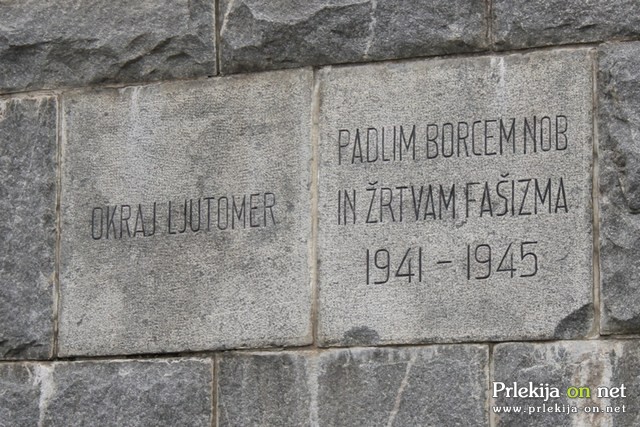 OKRAJ LJUTOMER
PADLIM BORCEM NOB
IN ŽRTVAM FAŠIZMA
1941 - 1945
Prlekija on net
www.prlekija-on.net